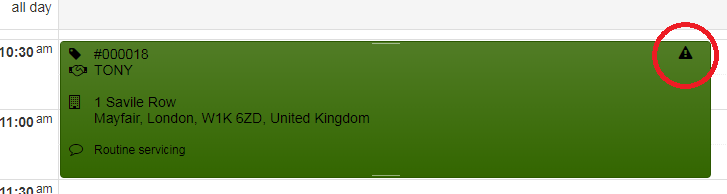 all day
10:30 am
#000018
TONY
1 Savile Row
Mayfair, London, W1K 6ZD, United Kingdom
11:00 am
Routine servicing
11:30 am